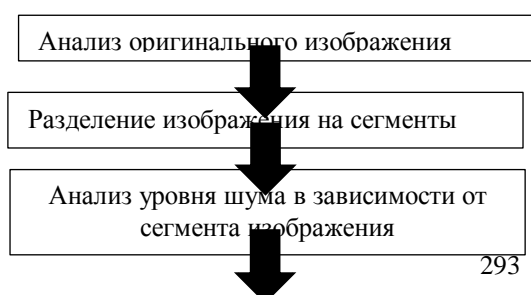 Анализ оригинального изображения
Разделение изображения на сегменты
Анализ уровня шума в зависимости от
сегмента изображения
293